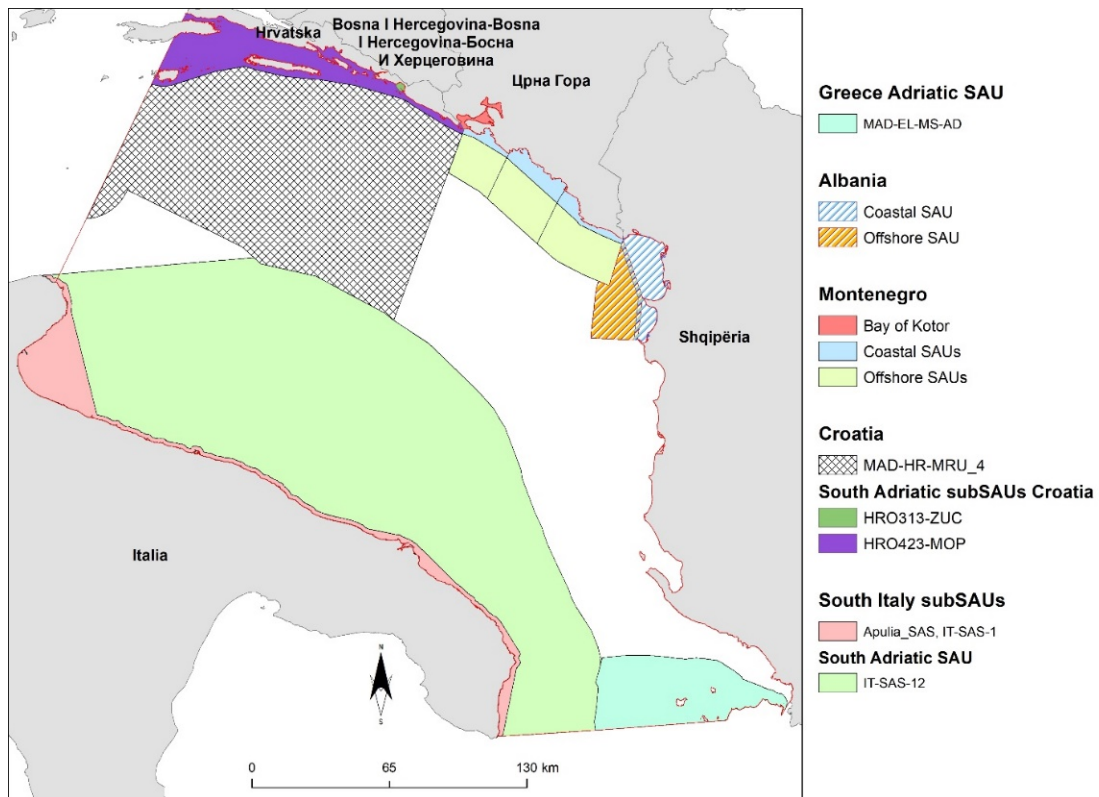 Hrvatska
Bosna I Hercegovina-Bosna
I Hercegovina-Босна
И Херцеговина
Црна Гора
Shqipëria
Italia
N
S
0 65 130 km
Greece Adriatic SAU
MAD-EL-MS-AD
Albania
Coastal SAU
Offshore SAU
Montenegro
Bay of Kotor
Coastal SAUs
Offshore SAUs
Croatia
MAD-HR-MRU_4
South Adriatic subSAUs Croatia
HRO313-ZUC
HRO423-MOP
South Italy subSAUs
Apulia_SAS, IT-SAS-1
South Adriatic SAU
IT-SAS-12